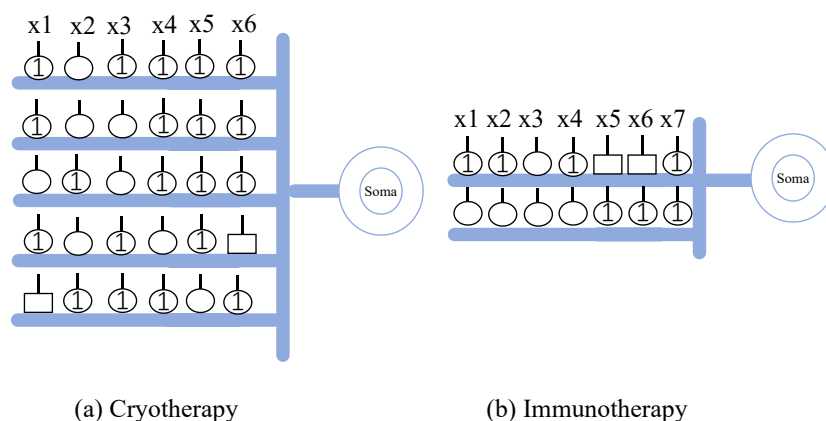 x1 x2 x3 x4 x5 x6
1 1 1 1 1
1 1 1 1
1 1 1 1
1 1 1
1 1 1 1
Soma
x1 x2 x3 x4 x5 x6 x7
1 1 1 1
1 1 1
Soma
(a) Cryotherapy
(b) Immunotherapy